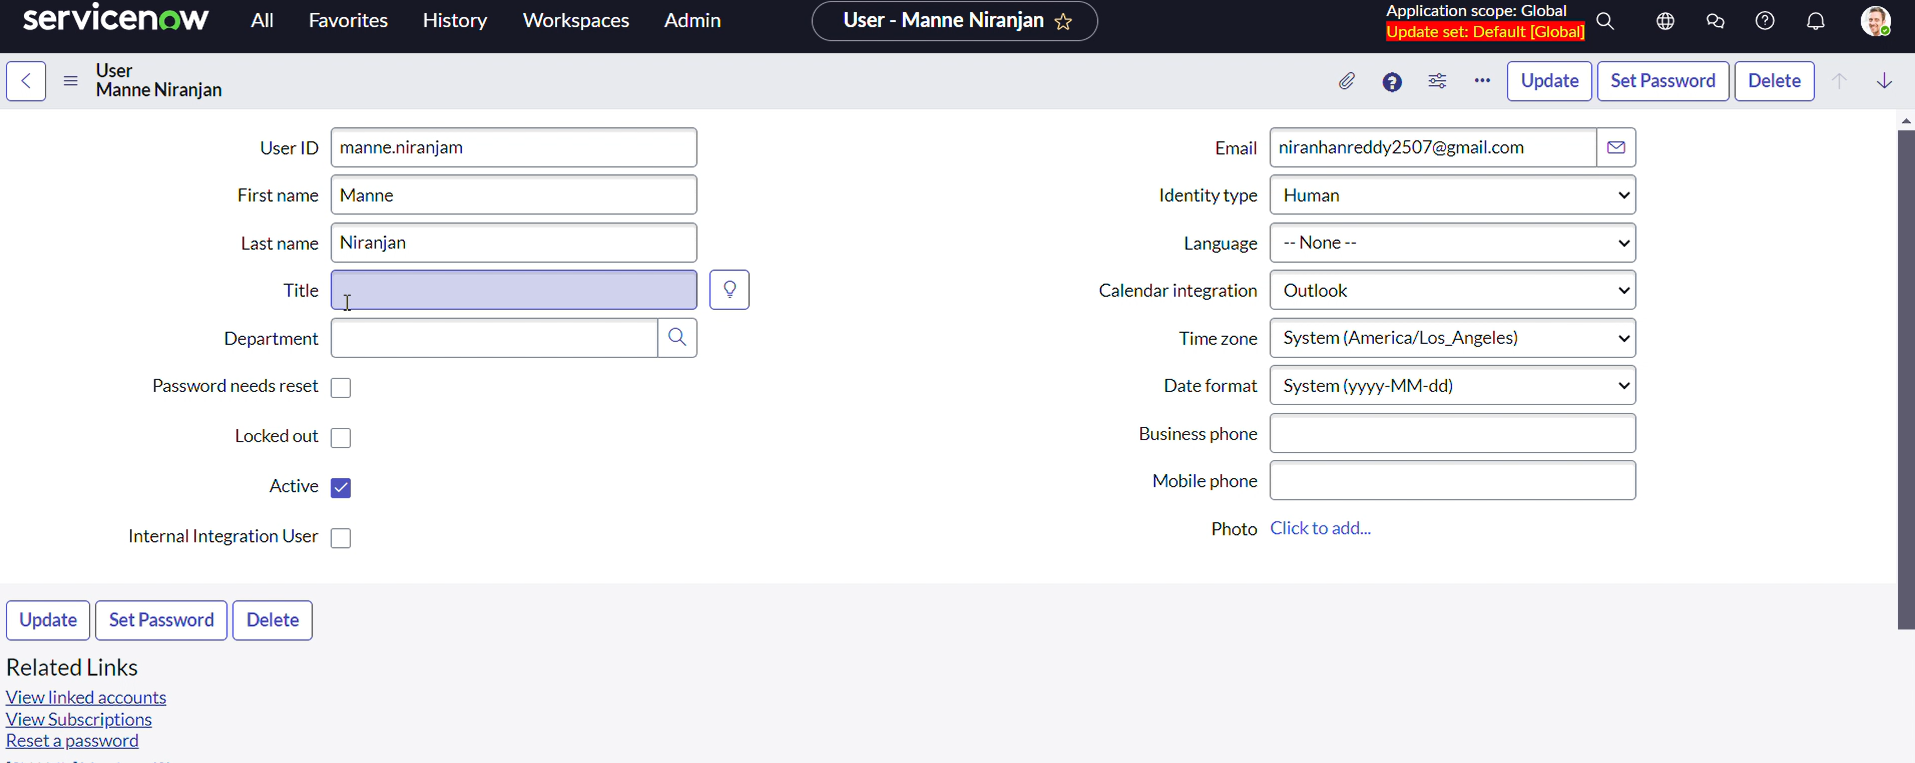 servicenow
All Favorites History Workspaces Admin
User - Manne Niranjan
Application scope: Global
Update set: Default [Global]
User
Manne Niranjan
Update Set Password Delete
User ID manne.niranjam
First name Manne
Last name Niranjan
Title
Department
Password needs reset
Locked out
Active
Internal Integration User
Email niranhanreddy2507@gmail.com
Identity type Human
Language -- None --
Calendar integration Outlook
Time zone System (America/Los_Angeles)
Date format System (yyyy-MM-dd)
Business phone
Mobile phone
Photo Click to add...
Update Set Password Delete
Related Links
View linked accounts
View Subscriptions
Reset a password